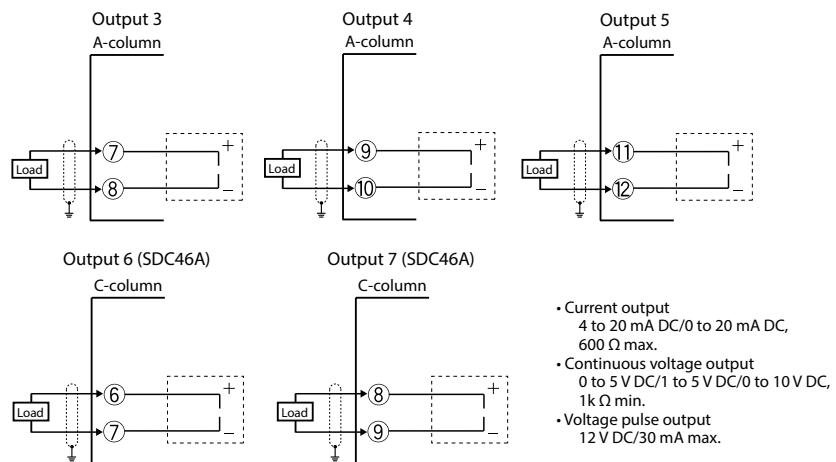 Output 3
A-column
Load
⑦
⑧
+
−
Output 4
A-column
Load
⑨
⑩
+
−
Output 5
A-column
Load
⑪
⑫
+
−
Output 6 (SDC46A)
C-column
Load
⑥
⑦
+
−
Output 7 (SDC46A)
C-column
Load
⑧
⑨
+
−
• Current output
4 to 20 mA DC/0 to 20 mA DC,
600 Ω max.
• Continuous voltage output
0 to 5 V DC/1 to 5 V DC/0 to 10 V DC,
1k Ω min.
• Voltage pulse output
12 V DC/30 mA max.